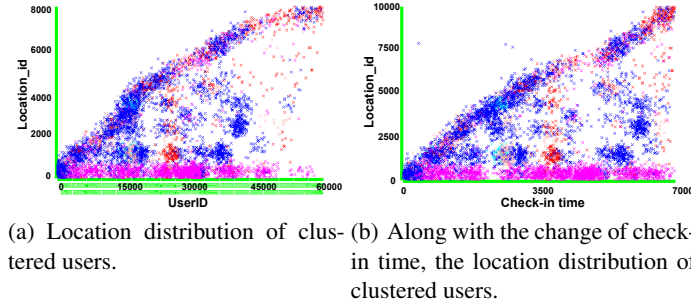 8000
6000
4000
2000
0
Location_id
0 15000 30000 45000 60000
UserID
10000
7500
5000
2500
0
Location_id
0 3500 7000
Check-in time
(a) Location distribution of clus-
tered users.
(b) Along with the change of check-
in time, the location distribution of
clustered users.